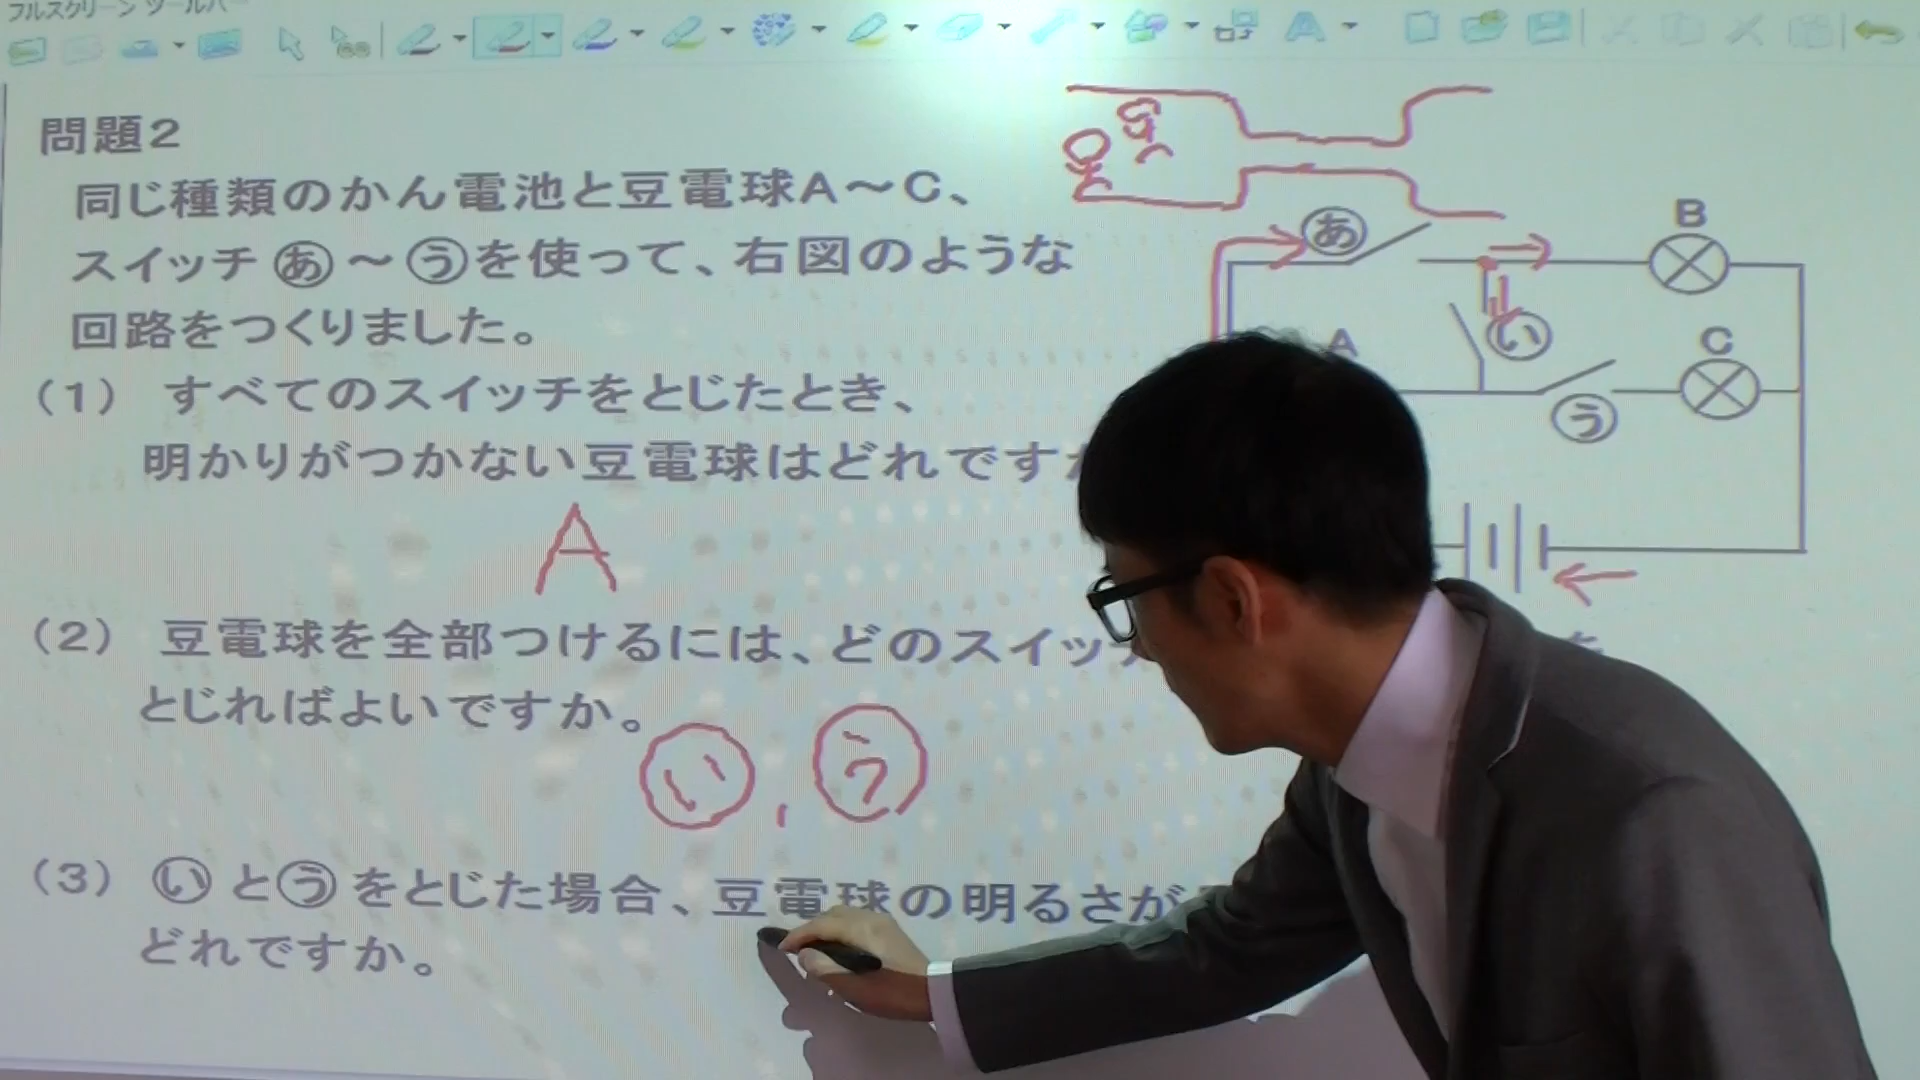 フルスクリーン ツールバー
問題2
同じ種類のかん電池と豆電球A～C、
スイッチ あ ～ う を使って、右図のような
回路をつくりました。
(1) すべてのスイッチをとじたとき、
明かりがつかない豆電球はどれです
A
(2) 豆電球を全部つけるには、どのスイッチ
を
とじればよいですか。
い , う
(3) い と う をとじた場合、豆電球の明るさが
どれですか。
あ
B
い
A
C
う